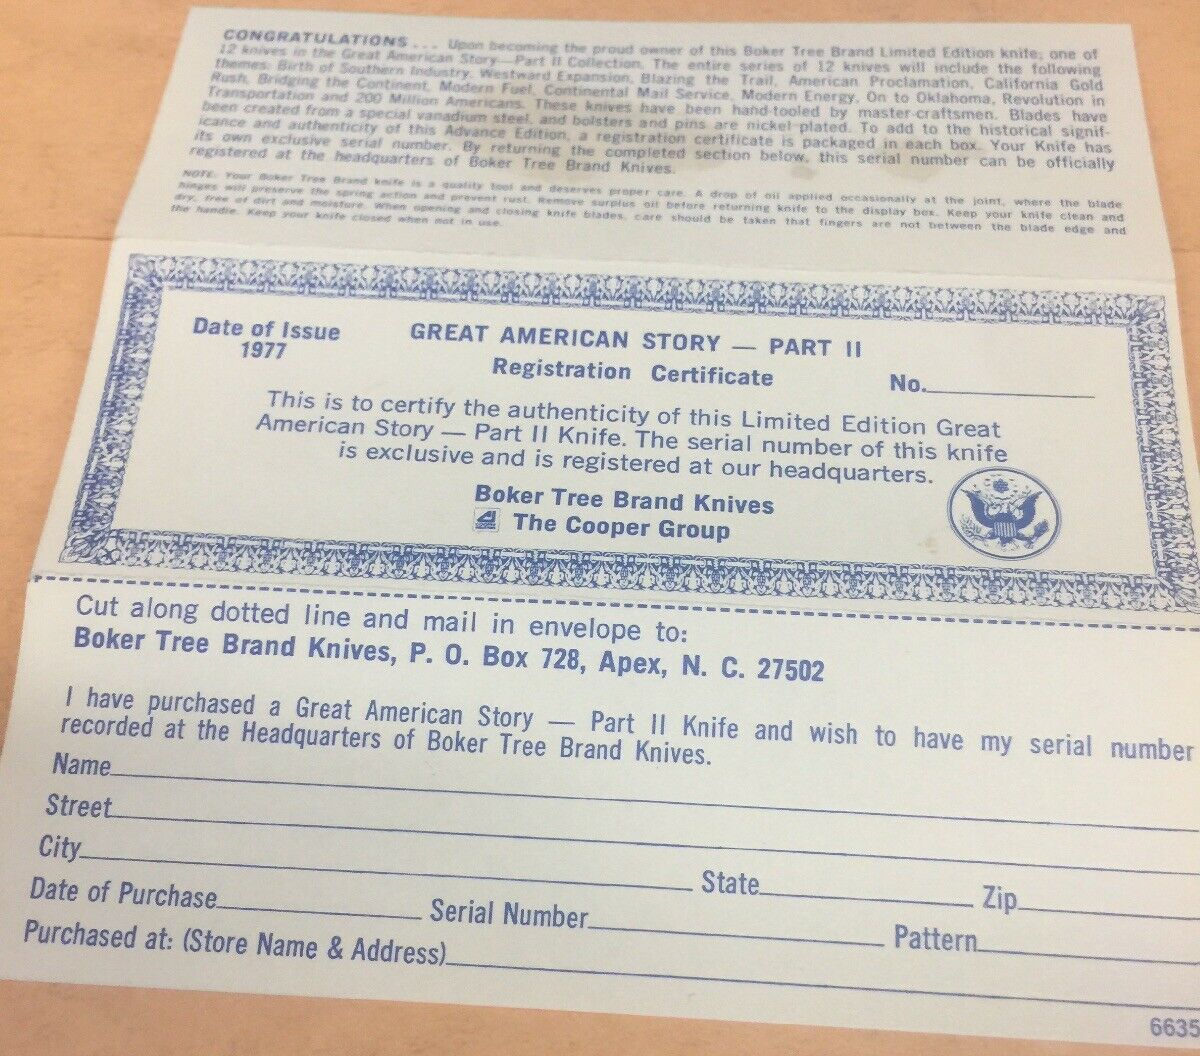 CONGRATULATIONS . . . Upon becoming the proud owner of this Boker Tree Brand Limited Edition knife; one of
12 knives in the Great American Story—Part II Collection. The entire series of 12 knives will include the following
themes: Birth of Southern Industry, Westward Expansion, Blazing the Trail, American Proclamation, California Gold
Rush, Bridging the Continent, Modern Fuel, Continental Mail Service, Modern Energy, On to Oklahoma, Revolution in
Transportation and 200 Million Americans. These knives have been hand-tooled by master-craftsmen. Blades have
been created from a special vanadium steel, and bolsters and pins are nickel plated. To add to the historical signif-
icance and authenticity of this Advance Edition, a registration certificate is packaged in each box. Your Knife has
its own exclusive serial number. By returning the completed section below, this serial number can be officially
registered at the headquarters of Boker Tree Brand Knives.
NOTE: Your Boker Tree Brand knife is a quality tool and deserves proper care. A drop of oil applied occasionally at the joint, where the blade
hinges will preserve the spring action and prevent rust. Remove surplus oil before returning knife to the display box. Keep your knife clean and
dry, free of dirt and moisture. When opening and closing knife blades, care should be taken that fingers are not between the blade edge and
the handle. Keep your knife closed when not in use.
Date of Issue
1977
GREAT AMERICAN STORY — PART II
Registration Certificate
No.
This is to certify the authenticity of this Limited Edition Great
American Story — Part II Knife. The serial number of this knife
is exclusive and is registered at our headquarters.
Boker Tree Brand Knives
The Cooper Group
Cut along dotted line and mail in envelope to:
Boker Tree Brand Knives, P. O. Box 728, Apex, N. C. 27502
I have purchased a Great American Story — Part II Knife and wish to have my serial number
recorded at the Headquarters of Boker Tree Brand Knives.
Name
Street
City State Zip
Date of Purchase Serial Number Pattern
Purchased at: (Store Name & Address)
6635